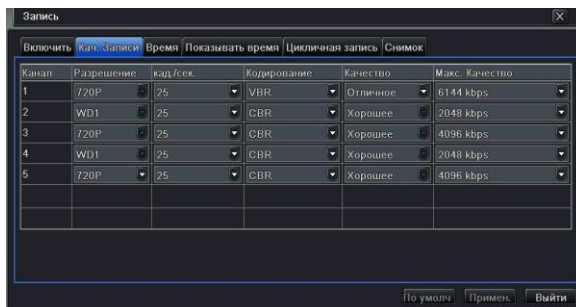 Запись
Включить Кач. Записи Время Показывать время Цикличная запись Снимок
Канал Разрешение кад./сек. Кодирование Качество Макс. Качество
1 720P 25 VBR Отличное 6144 kbps
2 WD1 25 CBR Хорошее 2048 kbps
3 720P 25 CBR Хорошее 4096 kbps
4 WD1 25 CBR Хорошее 2048 kbps
5 720P 25 CBR Хорошее 4096 kbps
По умолч Примен. Выйти